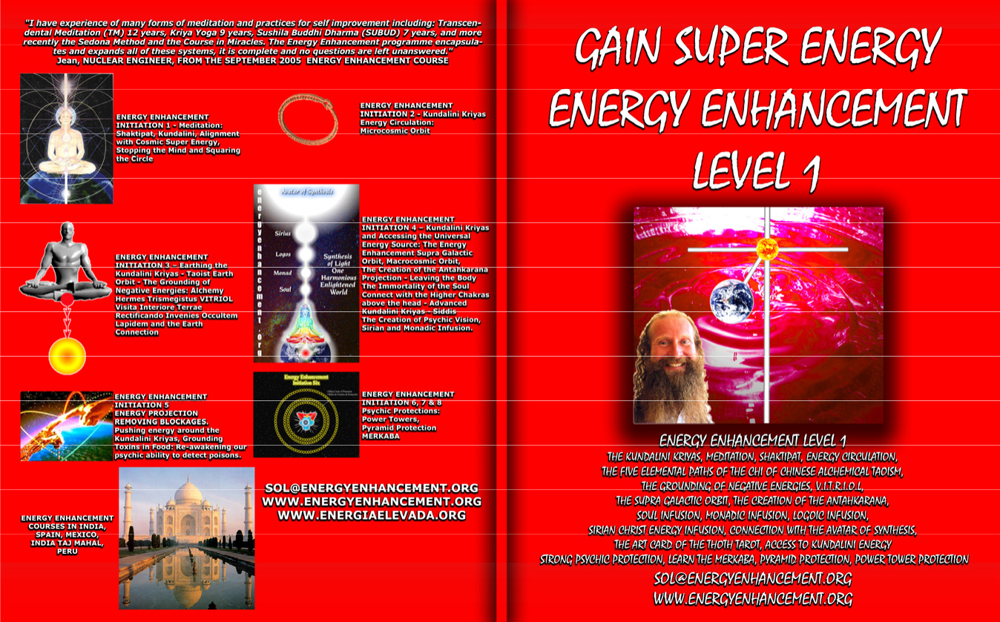 "I have experience of many forms of meditation and practices for self improvement including: Transcen-
dental Meditation (TM) 12 years, Kriya Yoga 9 years, Sushila Buddhi Dharma (SUBUD) 7 years, and more
recently the Sedona Method and the Course in Miracles. The Energy Enhancement programme encapsula-
tes and expands all of these systems, it is complete and no questions are left unanswered."
Jean, NUCLEAR ENGINEER, FROM THE SEPTEMBER 2005 ENERGY ENHANCEMENT COURSE
ENERGY ENHANCEMENT
INITIATION 1 - Meditation:
Shaktipat, Kundalini, Alignment
with Cosmic Super Energy,
Stopping the Mind and Squaring
the Circle
ENERGY ENHANCEMENT
INITIATION 2 - Kundalini Kriyas
Energy Circulation:
Microcosmic Orbit
ENERGY ENHANCEMENT
INITIATION 3 – Earthing the
Kundalini Kriyas - Taoist Earth
Orbit - The Grounding of
Negative Energies: Alchemy
Hermes Trismegistus VITRIOL
Visita Interiore Terrae
Rectificando Invenies Occultem
Lapidem and the Earth
Connection
energyenhancement.org
Avatar of Synthesis
Sirius
Logos
Monad
Soul
Synthesis
of Light
One
Harmonious
Enlightened
World
ENERGY ENHANCEMENT
INITIATION 4 – Kundalini Kriyas
and Accessing the Universal
Energy Source: The Energy
Enhancement Supra Galactic
Orbit, Macrocosmic Orbit,
The Creation of the Antahkarana
Projection - Leaving the Body
The Immortality of the Soul
Connect with the Higher Chakras
above the head - Advanced
Kundalini Kriyas - Siddis
The Creation of Psychic Vision,
Sirian and Monadic Infusion.
ENERGY ENHANCEMENT
INITIATION 5
ENERGY PROJECTION
REMOVING BLOCKAGES.
Pushing energy around the
Kundalini Kriyas, Grounding
Toxins in Food: Re-awakening our
psychic ability to detect poisons.
Energy Enhancement
Initiation Six
ENERGY ENHANCEMENT
INITIATION 6, 7 & 8
Psychic Protections:
Power Towers,
Pyramid Protection
MERKABA
ENERGY ENHANCEMENT
COURSES IN INDIA,
SPAIN, MEXICO,
INDIA TAJ MAHAL,
PERU
SOL@ENERGYENHANCEMENT.ORG
WWW.ENERGYENHANCEMENT.ORG
WWW.ENERGIAELEVADA.ORG
GAIN SUPER ENERGY
ENERGY ENHANCEMENT
LEVEL 1
ENERGY ENHANCEMENT LEVEL 1
THE KUNDALINI KRIYAS, MEDITATION, SHAKTIPAT, ENERGY CIRCULATION,
THE FIVE ELEMENTAL PATHS OF THE CHI OF CHINESE ALCHEMICAL TAOISM,
THE GROUNDING OF NEGATIVE ENERGIES, V.I.T.R.I.O.L,
THE SUPRA GALACTIC ORBIT, THE CREATION OF THE ANTAHKARANA,
SOUL INFUSION, MONADIC INFUSION, LOGOIC INFUSION,
SIRIAN CHRIST ENERGY INFUSION, CONNECTION WITH THE AVATAR OF SYNTHESIS,
THE ART CARD OF THE THOTH TAROT, ACCESS TO KUNDALINI ENERGY
STRONG PSYCHIC PROTECTION, LEARN THE MERKABA, PYRAMID PROTECTION, POWER TOWER PROTECTION
SOL@ENERGYENHANCEMENT.ORG
WWW.ENERGYENHANCEMENT.ORG